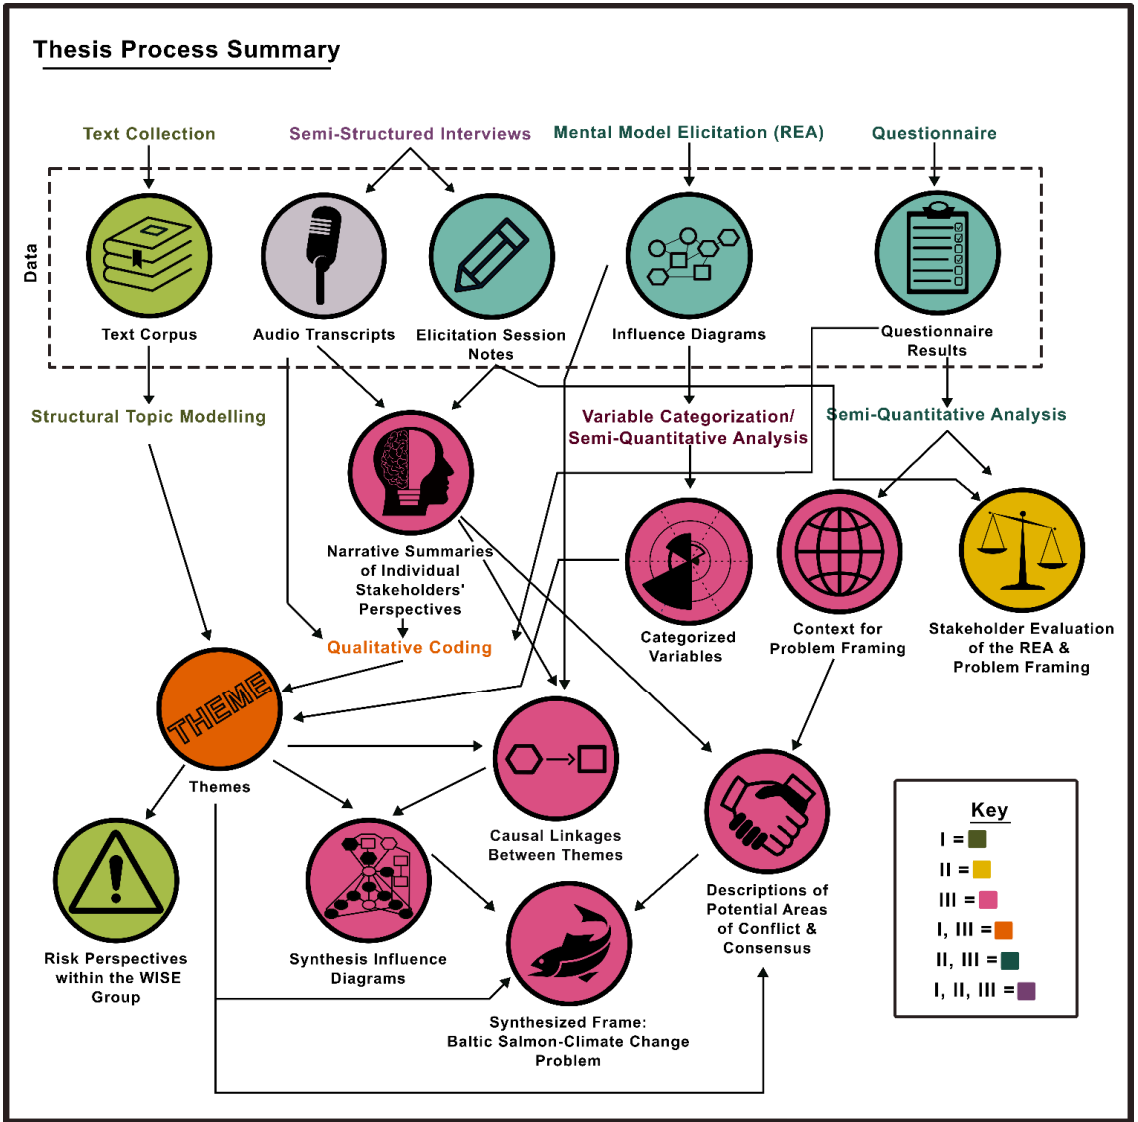 Thesis Process Summary
Text Collection
Semi-Structured Interviews
Mental Model Elicitation (REA)
Questionnaire
Data
Text Corpus
Audio Transcripts
Elicitation Session
Notes
Influence Diagrams
Questionnaire
Results
Structural Topic Modelling
Variable Categorization/
Semi-Quantitative Analysis
Semi-Quantitative Analysis
Narrative Summaries
of Individual
Stakeholders'
Perspectives
Categorized
Variables
Context for
Problem Framing
Stakeholder Evaluation
of the REA &
Problem Framing
Qualitative Coding
THEME
Themes
Causal Linkages
Between Themes
Descriptions of
Potential Areas
of Conflict &
Consensus
Risk Perspectives
within the WISE
Group
Synthesis Influence
Diagrams
Synthesized Frame:
Baltic Salmon-Climate Change
Problem
Key
I =
II =
III =
I, III =
II, III =
I, II, III =